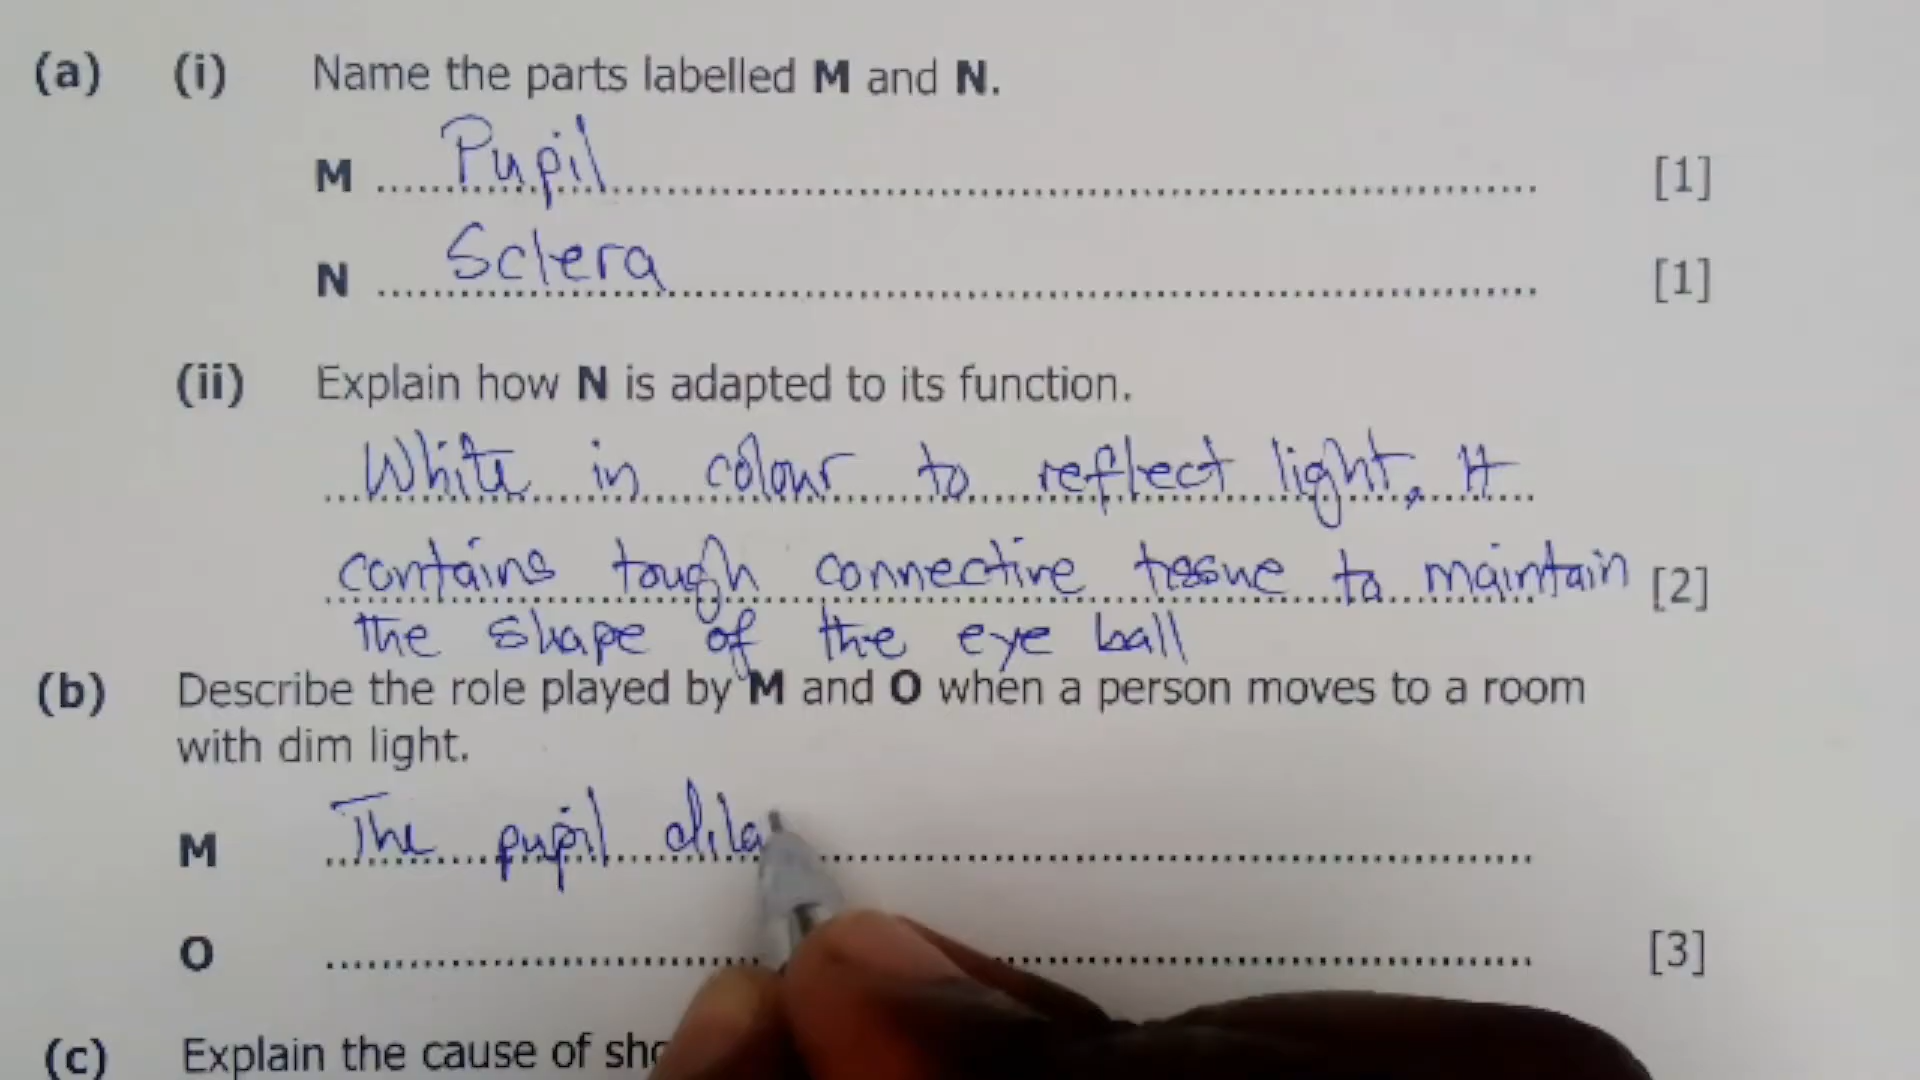 (a) (i) Name the parts labelled M and N.
M Pupil [1]
N Sclera [1]
(ii) Explain how N is adapted to its function.
White in colour to reflect light, It
contains tough connective tissue to maintain [2]
the shape of the eye ball
(b) Describe the role played by M and O when a person moves to a room
with dim light.
M The pupil dila
O [3]
(c) Explain the cause of